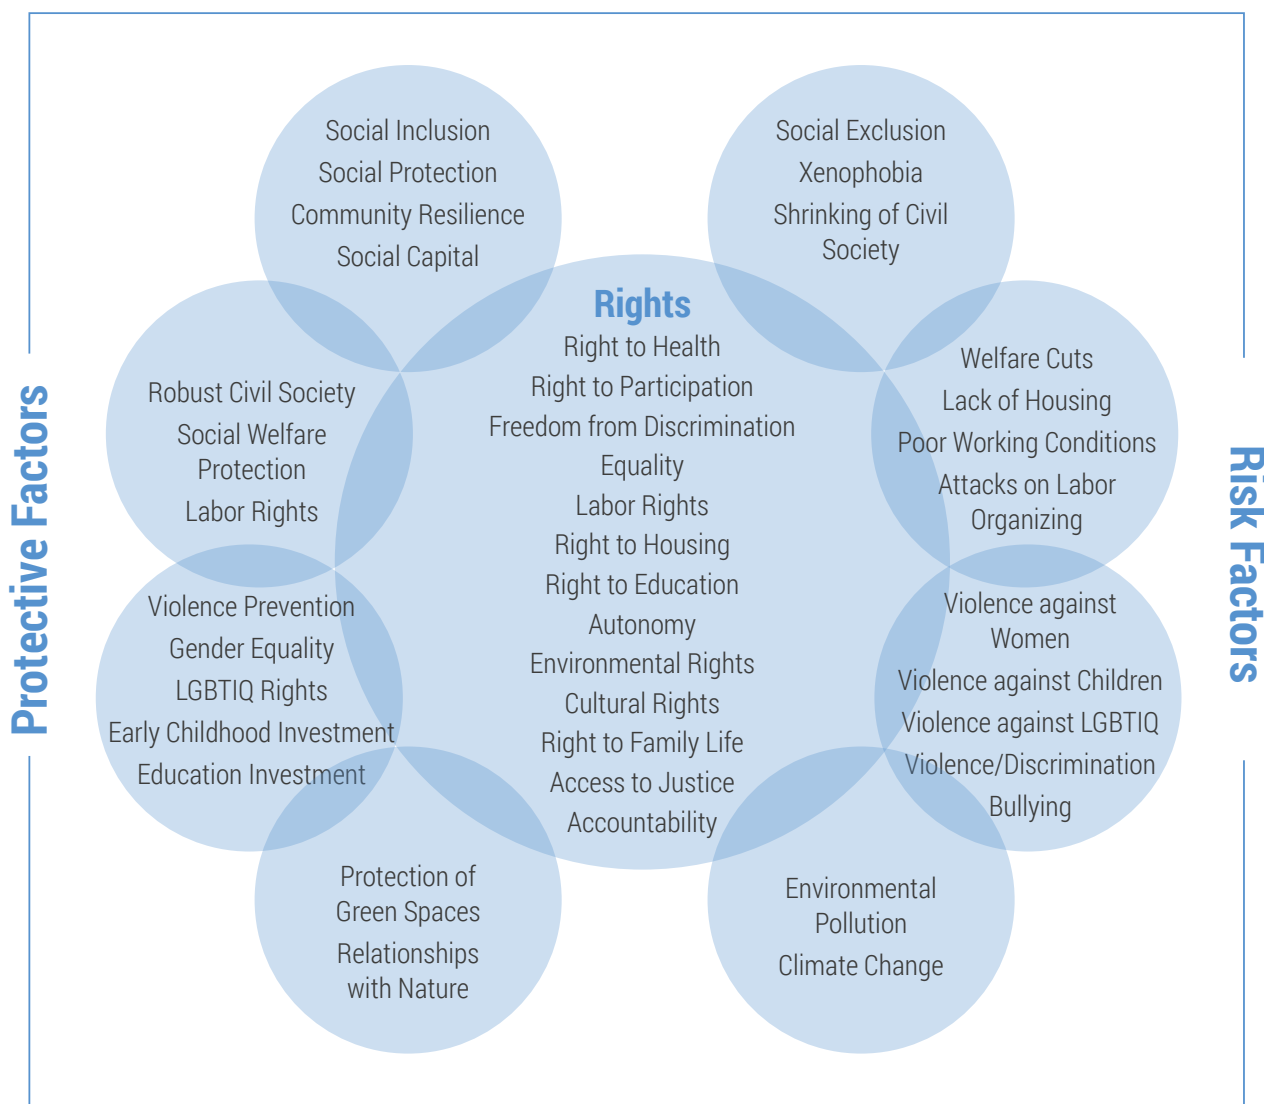 Protective Factors
Social Inclusion
Social Protection
Community Resilience
Social Capital
Robust Civil Society
Social Welfare
Protection
Labor Rights
Violence Prevention
Gender Equality
LGBTIQ Rights
Early Childhood Investment
Education Investment
Protection of
Green Spaces
Relationships
with Nature
Rights
Right to Health
Right to Participation
Freedom from Discrimination
Equality
Labor Rights
Right to Housing
Right to Education
Autonomy
Environmental Rights
Cultural Rights
Right to Family Life
Access to Justice
Accountability
Social Exclusion
Xenophobia
Shrinking of Civil
Society
Welfare Cuts
Lack of Housing
Poor Working Conditions
Attacks on Labor
Organizing
Violence against
Women
Violence against Children
Violence against LGBTIQ
Violence/Discrimination
Bullying
Environmental
Pollution
Climate Change
Risk Factors